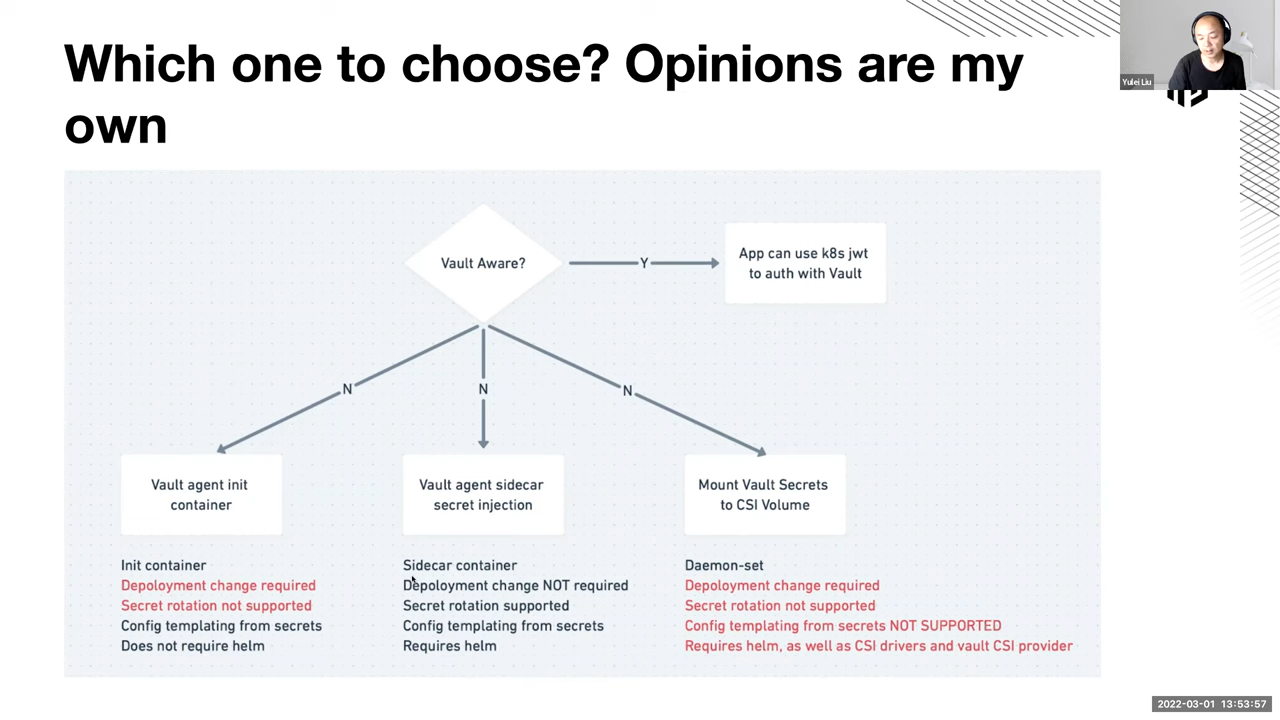 Which one to choose? Opinions are my
own
Yulei Liu
Vault Aware?
Y
App can use k8s jwt
to auth with Vault
N
N
N
Vault agent init
container
Vault agent sidecar
secret injection
Mount Vault Secrets
to CSI Volume
Init container
Depoloyment change required
Secret rotation not supported
Config templating from secrets
Does not require helm
Sidecar container
Depoloyment change NOT required
Secret rotation supported
Config templating from secrets
Requires helm
Daemon-set
Depoloyment change required
Secret rotation not supported
Config templating from secrets NOT SUPPORTED
Requires helm, as well as CSI drivers and vault CSI provider
2022-03-01 13:53:57